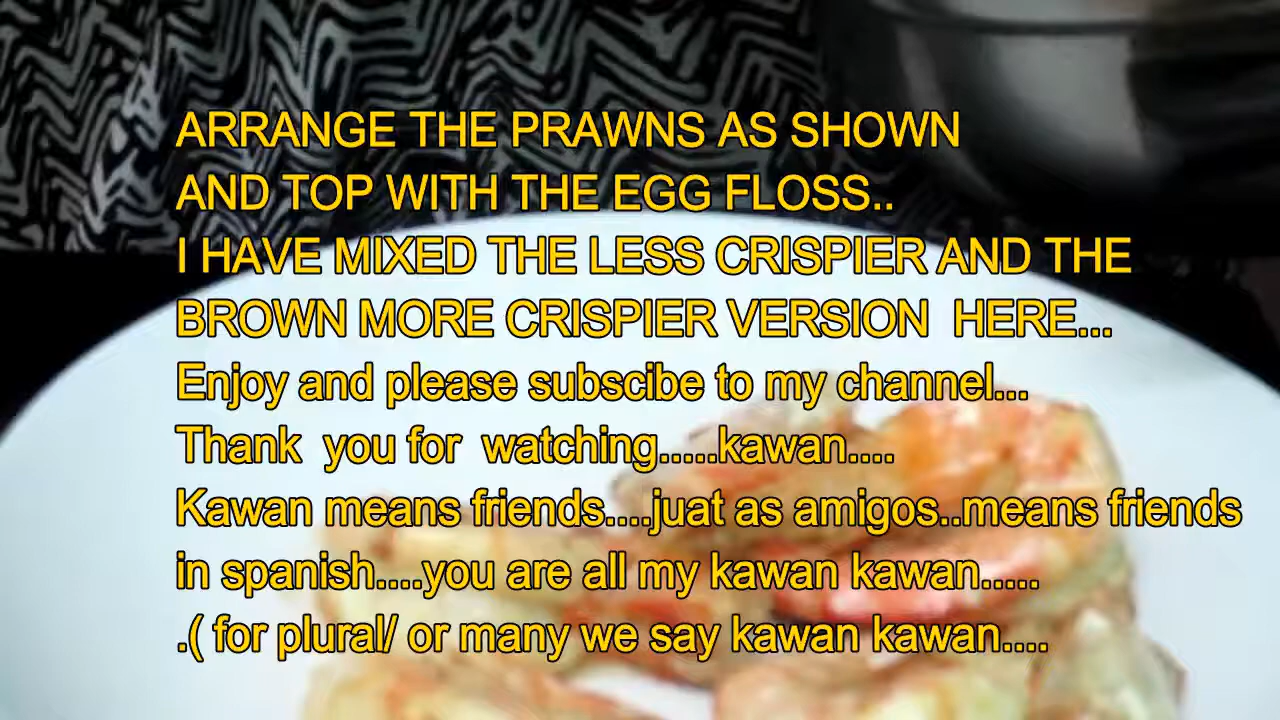 ARRANGE THE PRAWNS AS SHOWN
AND TOP WITH THE EGG FLOSS..
I HAVE MIXED THE LESS CRISPIER AND THE
BROWN MORE CRISPIER VERSION  HERE...
Enjoy and please subscibe to my channel...
Thank  you for  watching.....kawan....
Kawan means friends....juat as amigos..means friends
in spanish....you are all my kawan kawan.....
.( for plural/ or many we say kawan kawan....